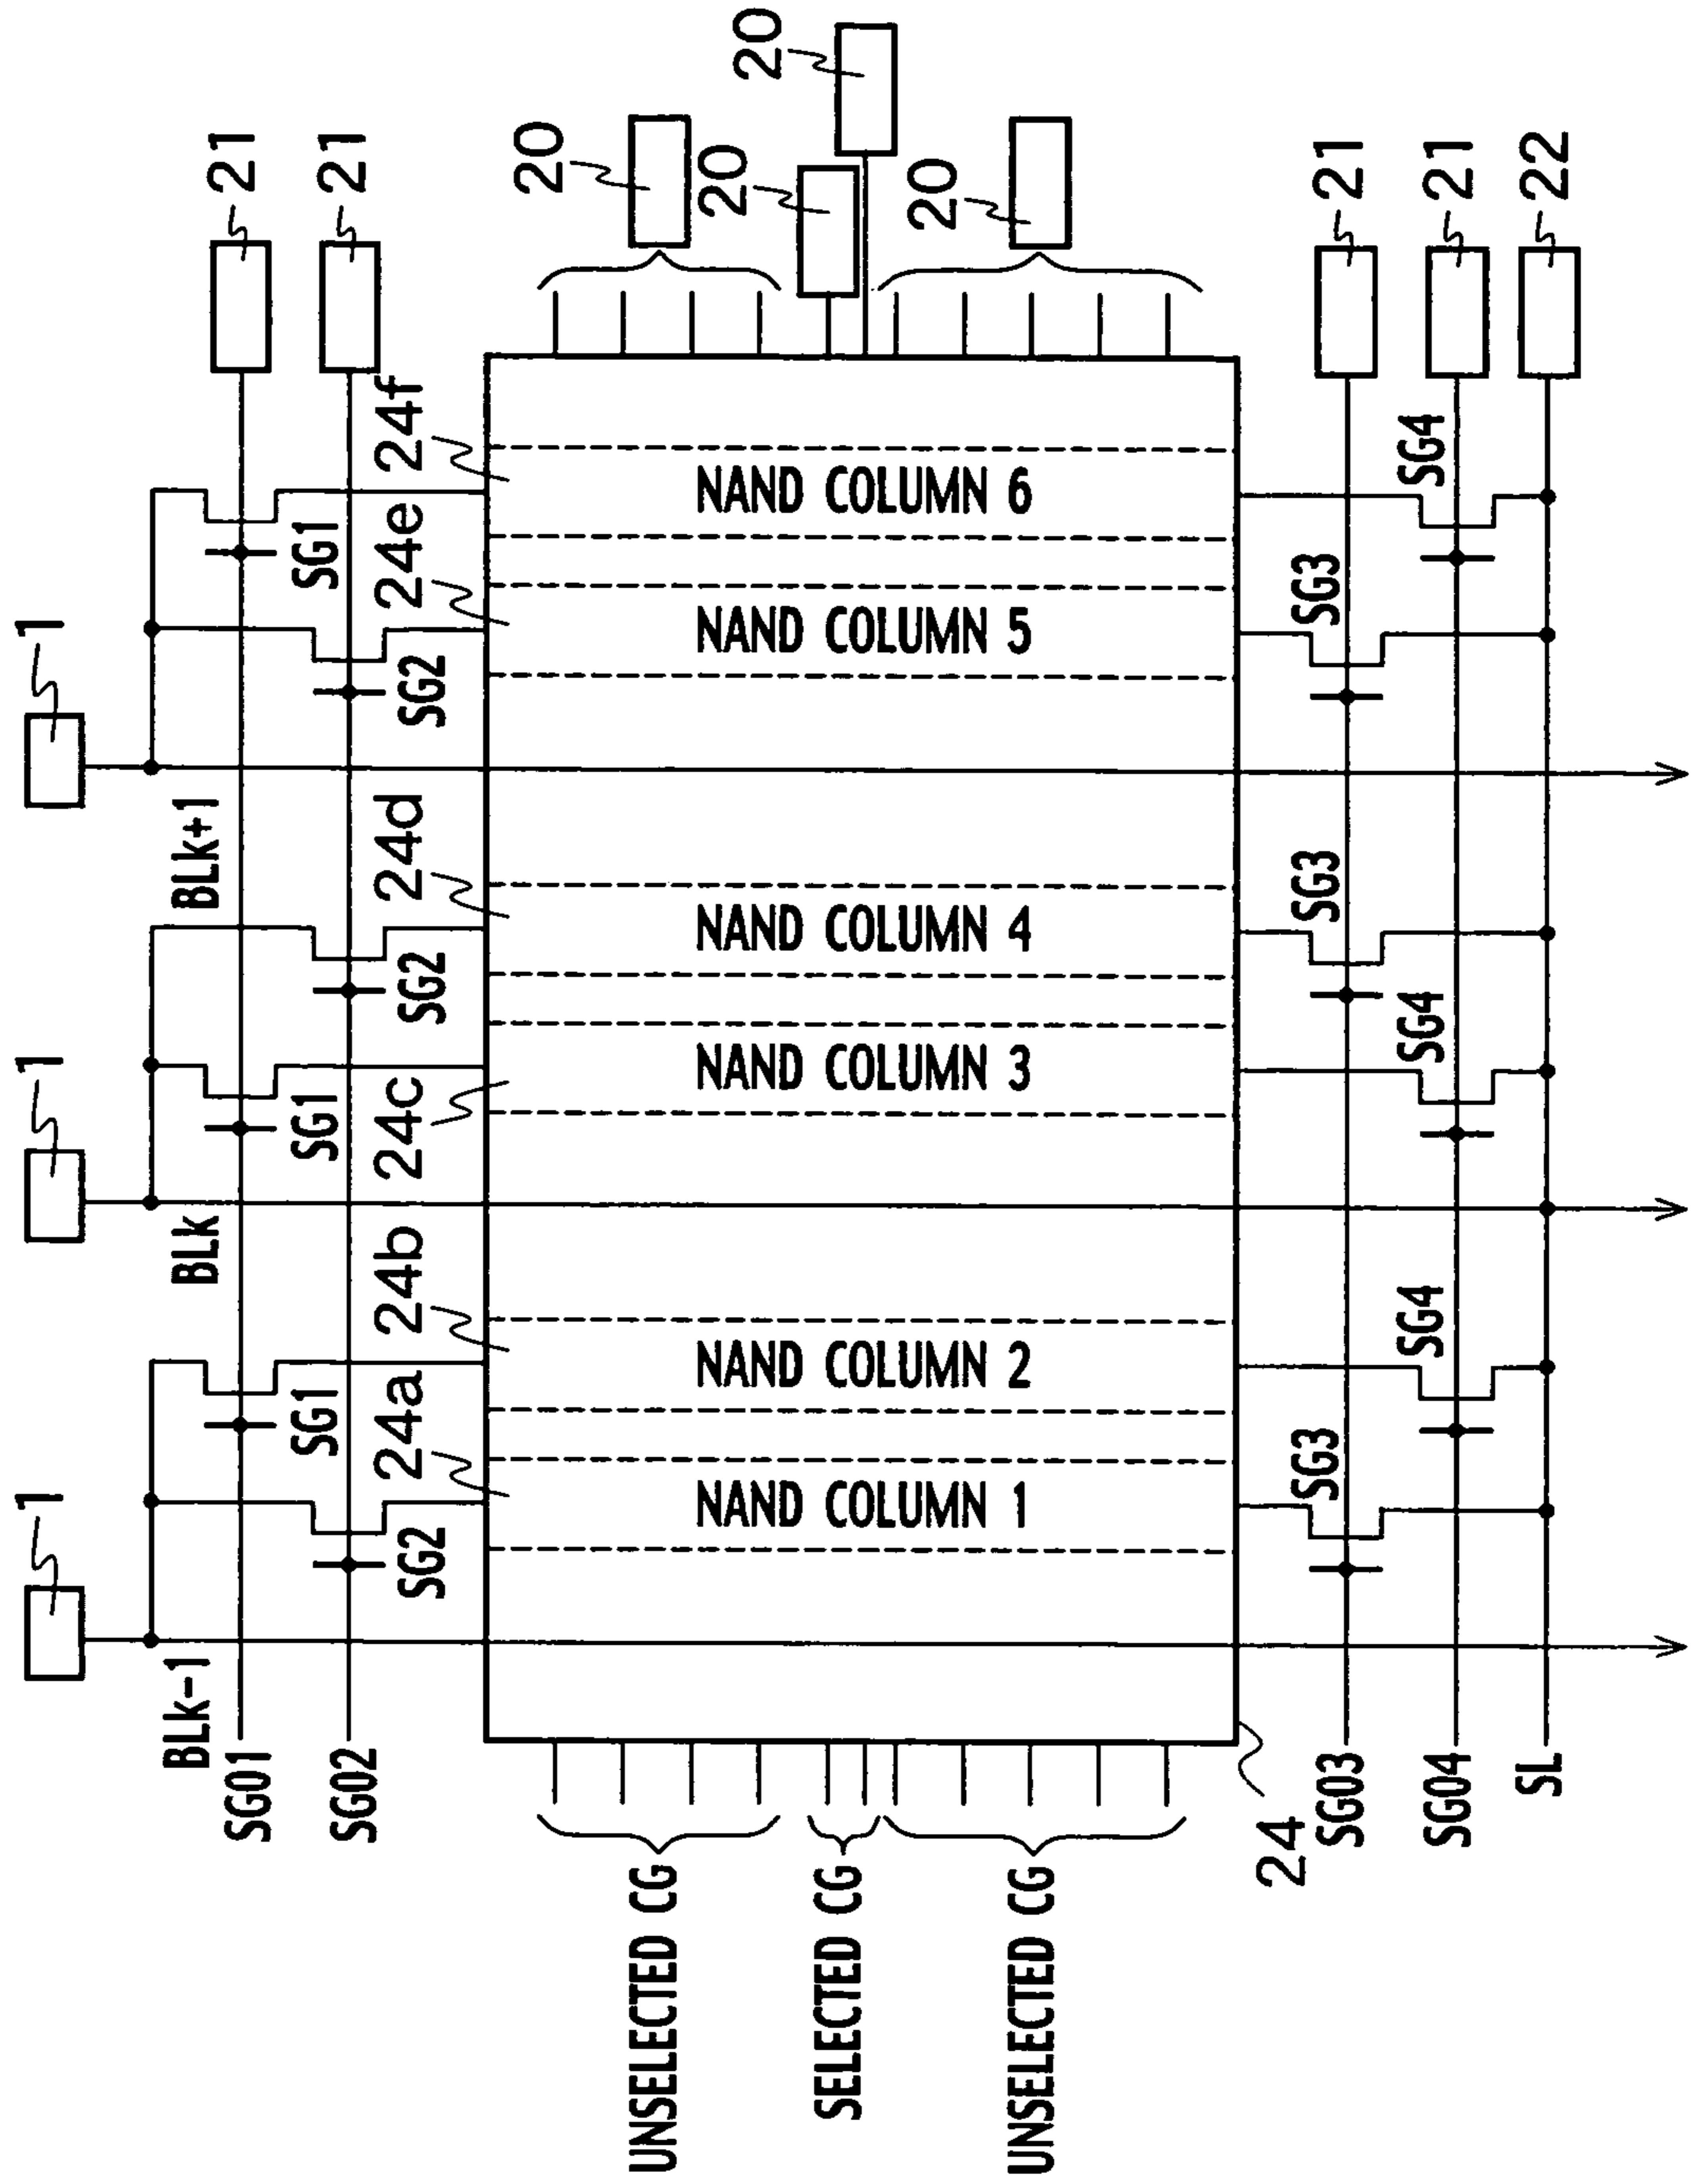 1
1
1
BLk-1
BLk
BLk+1
SG01
21
SG1
SG1
SG1
SG02
21
24a
24b
24c
24d
24e
24f
SG2
SG2
SG2
UNSELECTED CG
20
SELECTED CG
20
20
UNSELECTED CG
20
NAND COLUMN 1
NAND COLUMN 2
NAND COLUMN 3
NAND COLUMN 4
NAND COLUMN 5
NAND COLUMN 6
24
SG3
SG3
SG3
SG03
21
SG4
SG4
SG4
SG04
21
SL
22